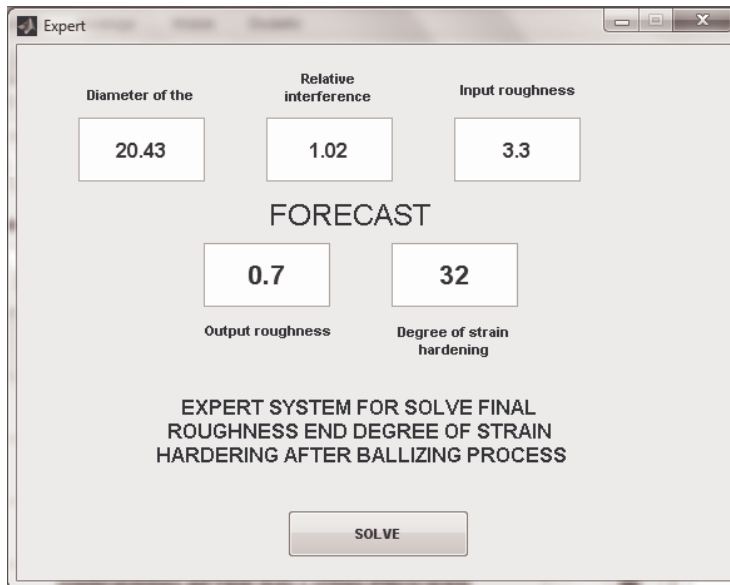 Expert
Diameter of the
Relative
interference
Input roughness
20.43
1.02
3.3
FORECAST
0.7
32
Output roughness
Degree of strain
hardening
EXPERT SYSTEM FOR SOLVE FINAL
ROUGHNESS END DEGREE OF STRAIN
HARDERING AFTER BALLIZING PROCESS
SOLVE